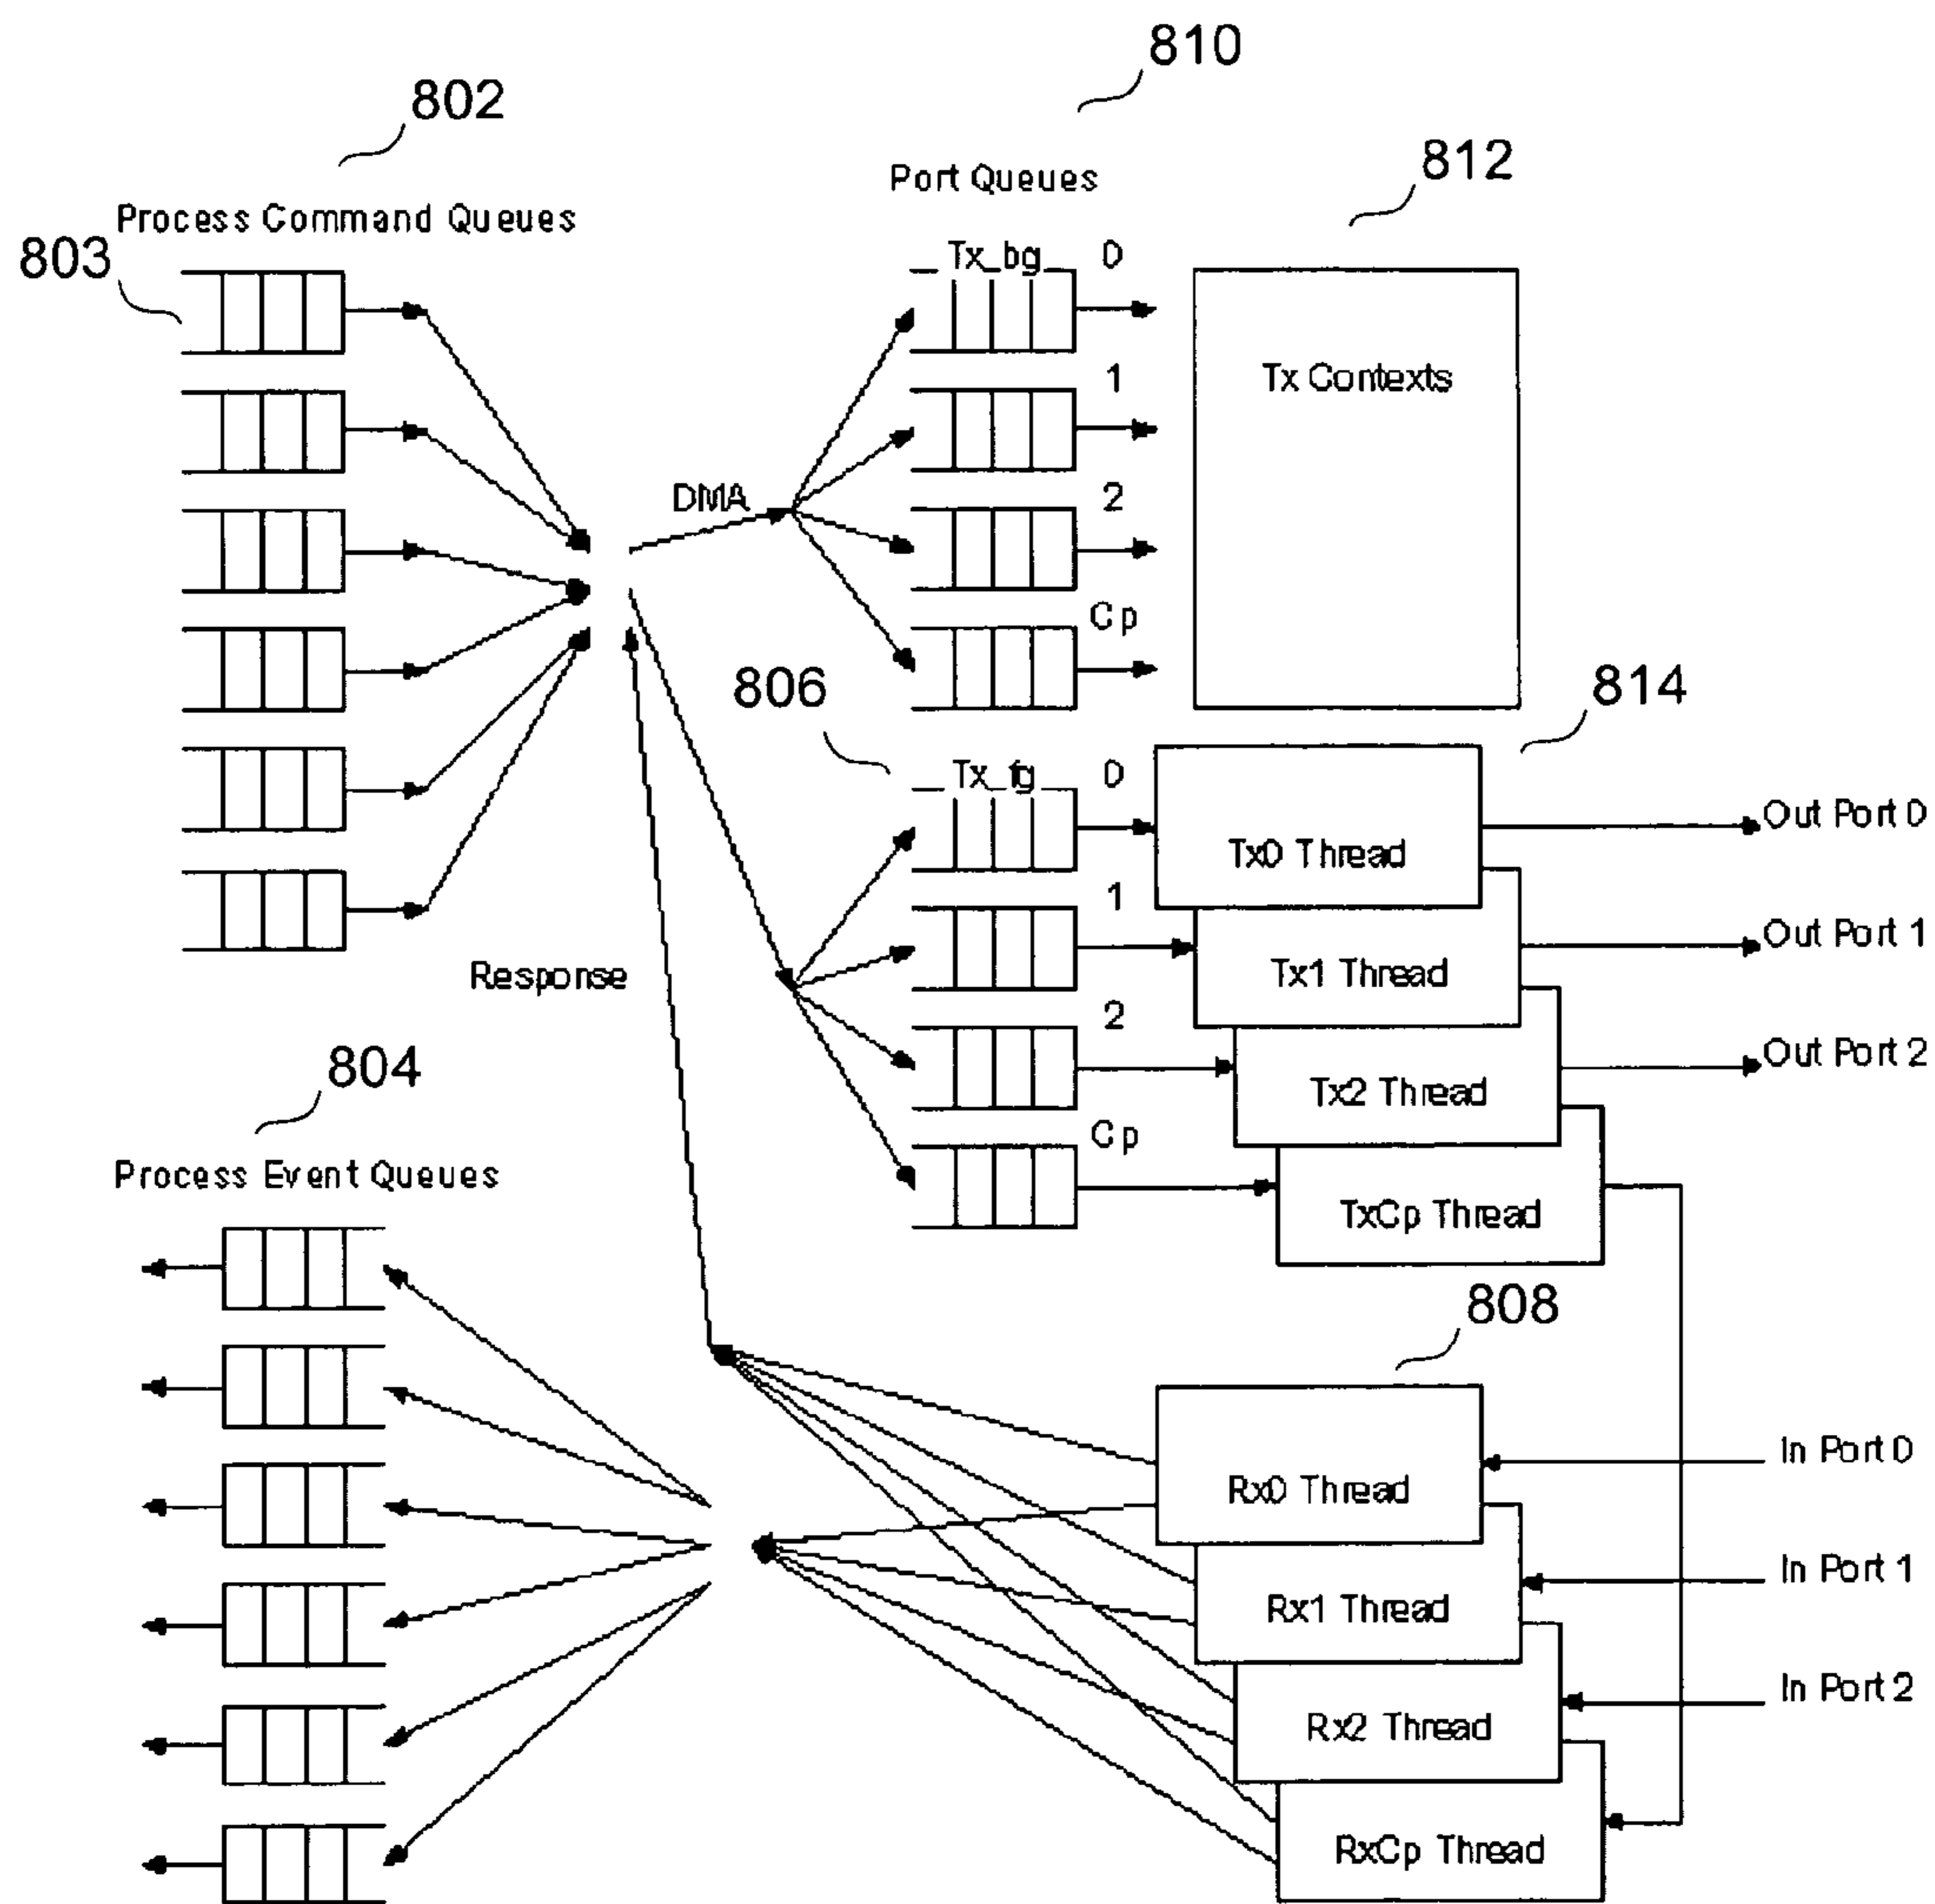 810
802
812
Port Queues
Process Command Queues
803
Tx_bg
0
Tx Contexts
1
2
DMA
Cp
806
814
Tx_fg
0
Out Port 0
Tx0 Thread
1
Out Port 1
Response
Tx1 Thread
2
Out Port 2
804
Tx2 Thread
Cp
Process Event Queues
TxCp Thread
808
In Port 0
Rx0 Thread
In Port 1
Rx1 Thread
In Port 2
Rx2 Thread
RxCp Thread